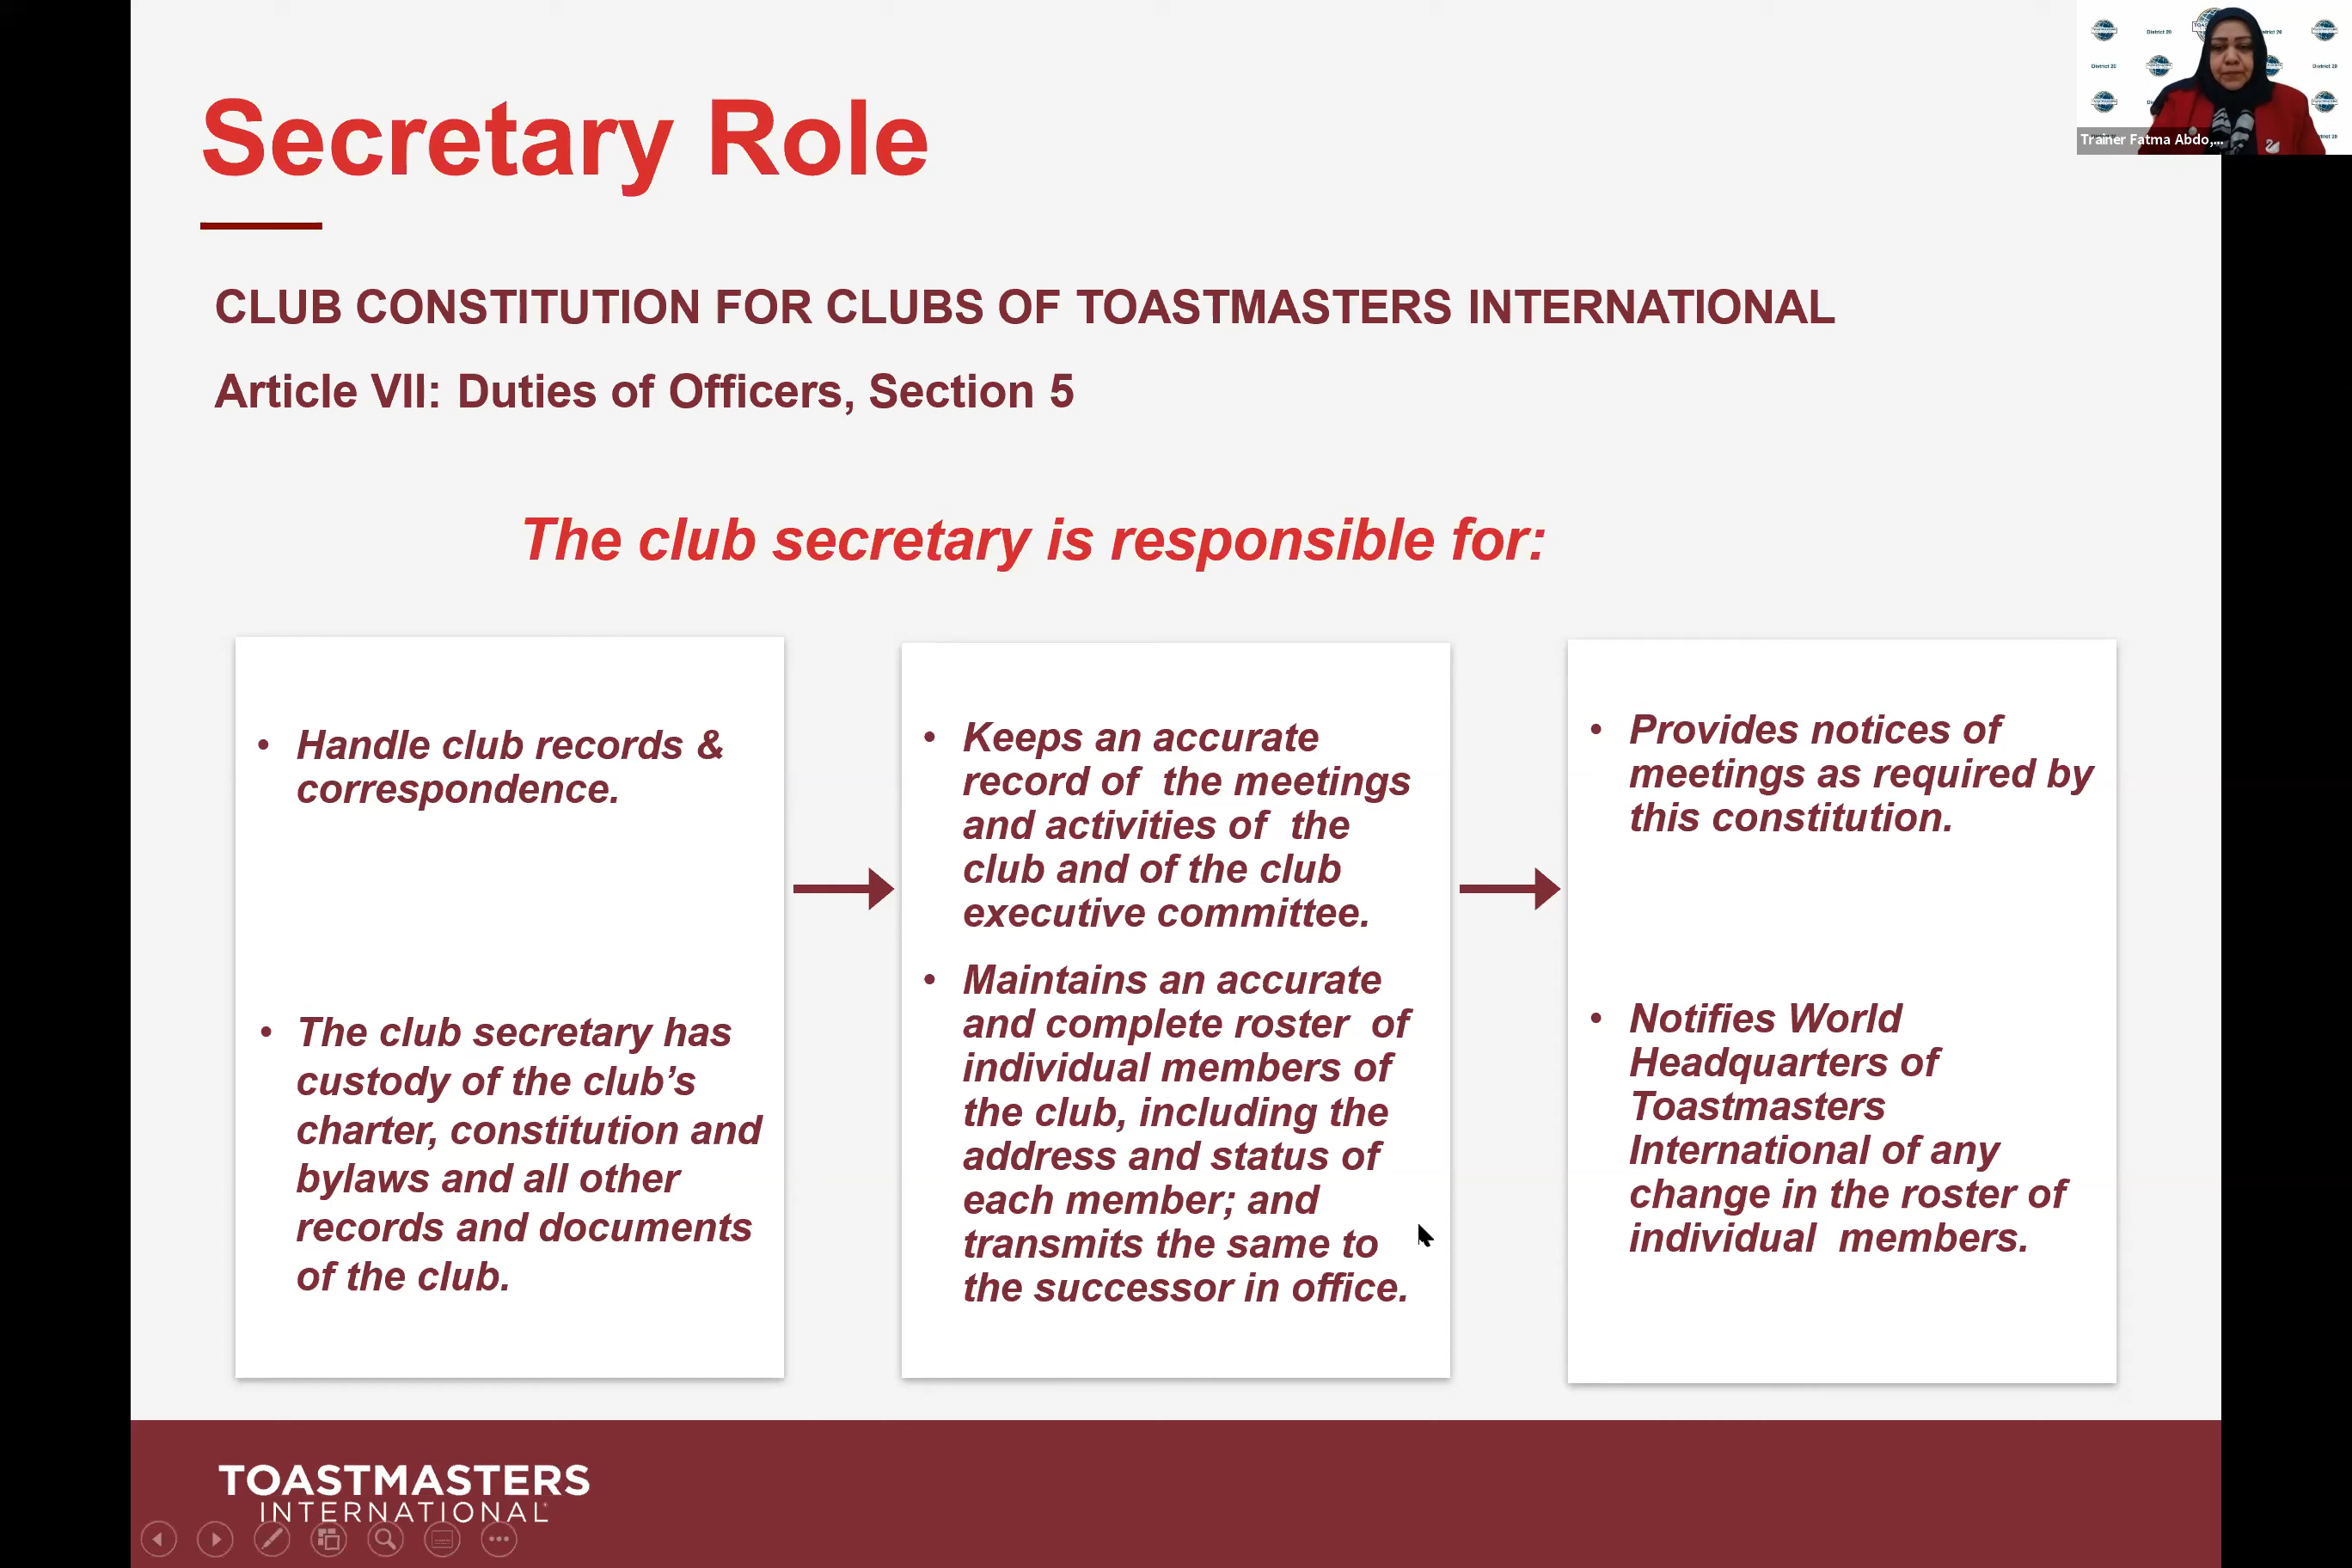 Secretary Role
CLUB CONSTITUTION FOR CLUBS OF TOASTMASTERS INTERNATIONAL
Article VII: Duties of Officers, Section 5
The club secretary is responsible for:
• Handle club records &
correspondence.
• The club secretary has
custody of the club’s
charter, constitution and
bylaws and all other
records and documents
of the club.
• Keeps an accurate
record of the meetings
and activities of the
club and of the club
executive committee.
• Maintains an accurate
and complete roster of
individual members of
the club, including the
address and status of
each member; and
transmits the same to
the successor in office.
• Provides notices of
meetings as required by
this constitution.
• Notifies World
Headquarters of
Toastmasters
International of any
change in the roster of
individual members.
TOASTMASTERS
INTERNATIONAL
District 20
District 20
District 20
Trainer Fatma Abdo,...